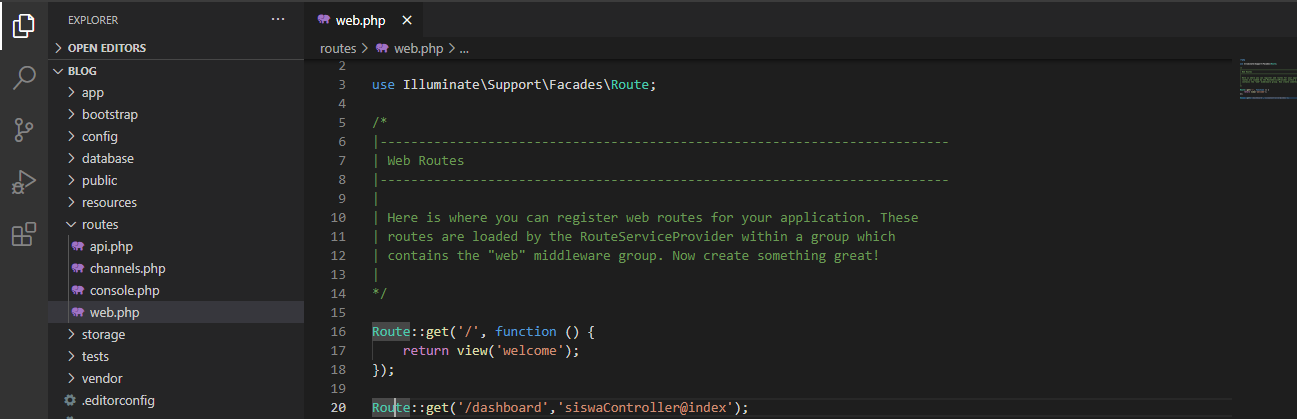 EXPLORER
...
OPEN EDITORS
BLOG
app
bootstrap
config
database
public
resources
routes
api.php
channels.php
console.php
web.php
storage
tests
vendor
.editorconfig
web.php
routes > web.php > ...
2
3 use Illuminate\Support\Facades\Route;
4
5 /*
6 |--------------------------------------------------------------------------
7 | Web Routes
8 |--------------------------------------------------------------------------
9 |
10 | Here is where you can register web routes for your application. These
11 | routes are loaded by the RouteServiceProvider within a group which
12 | contains the "web" middleware group. Now create something great!
13 |
14 */
15
16 Route::get('/', function () {
17     return view('welcome');
18 });
19
20 Route::get('/dashboard','siswaController@index');